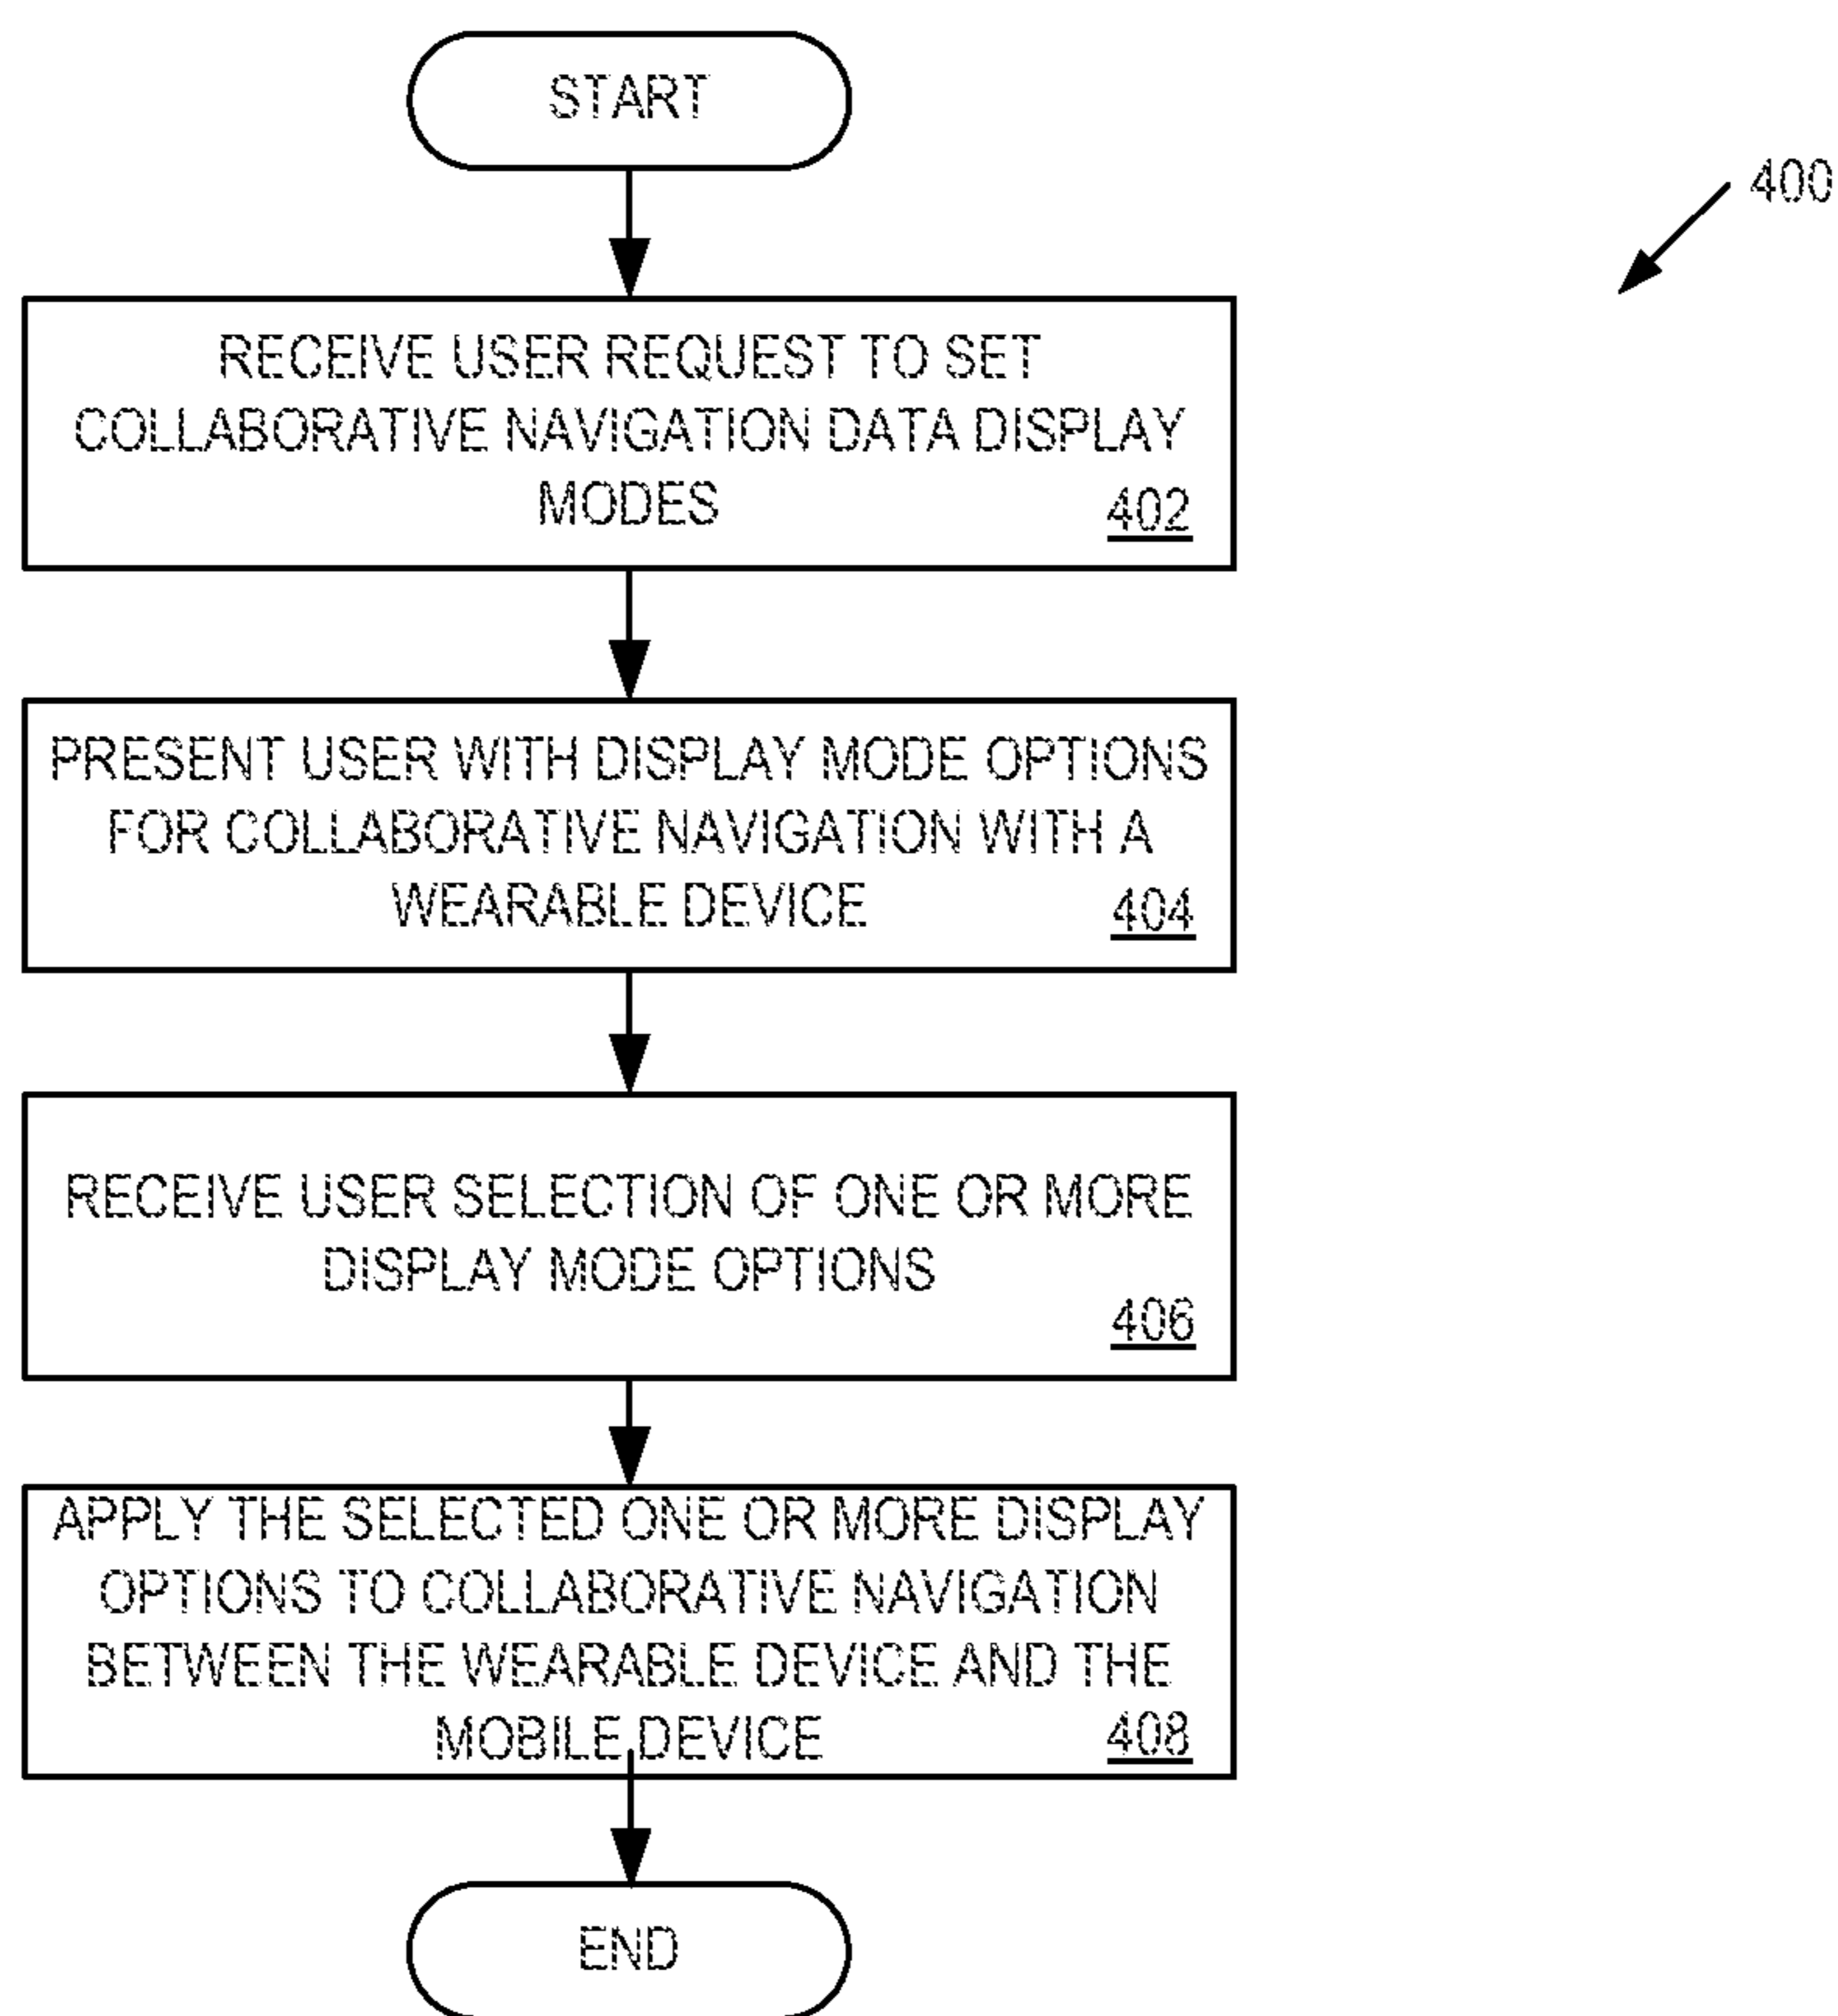 START
400
RECEIVE USER REQUEST TO SET
COLLABORATIVE NAVIGATION DATA DISPLAY
MODES
402
PRESENT USER WITH DISPLAY MODE OPTIONS
FOR COLLABORATIVE NAVIGATION WITH A
WEARABLE DEVICE
404
RECEIVE USER SELECTION OF ONE OR MORE
DISPLAY MODE OPTIONS
406
APPLY THE SELECTED ONE OR MORE DISPLAY
OPTIONS TO COLLABORATIVE NAVIGATION
BETWEEN THE WEARABLE DEVICE AND THE
MOBILE DEVICE
408
END